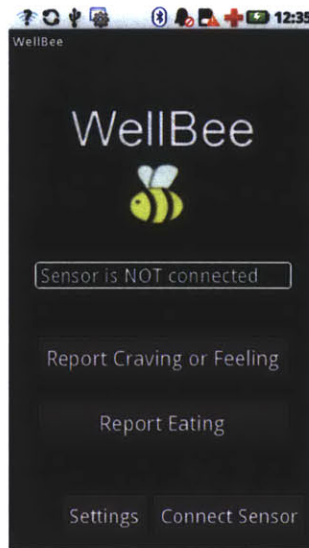 12:35
WellBee
WellBee
Sensor is NOT connected
Report Craving or Feeling
Report Eating
Settings Connect Sensor